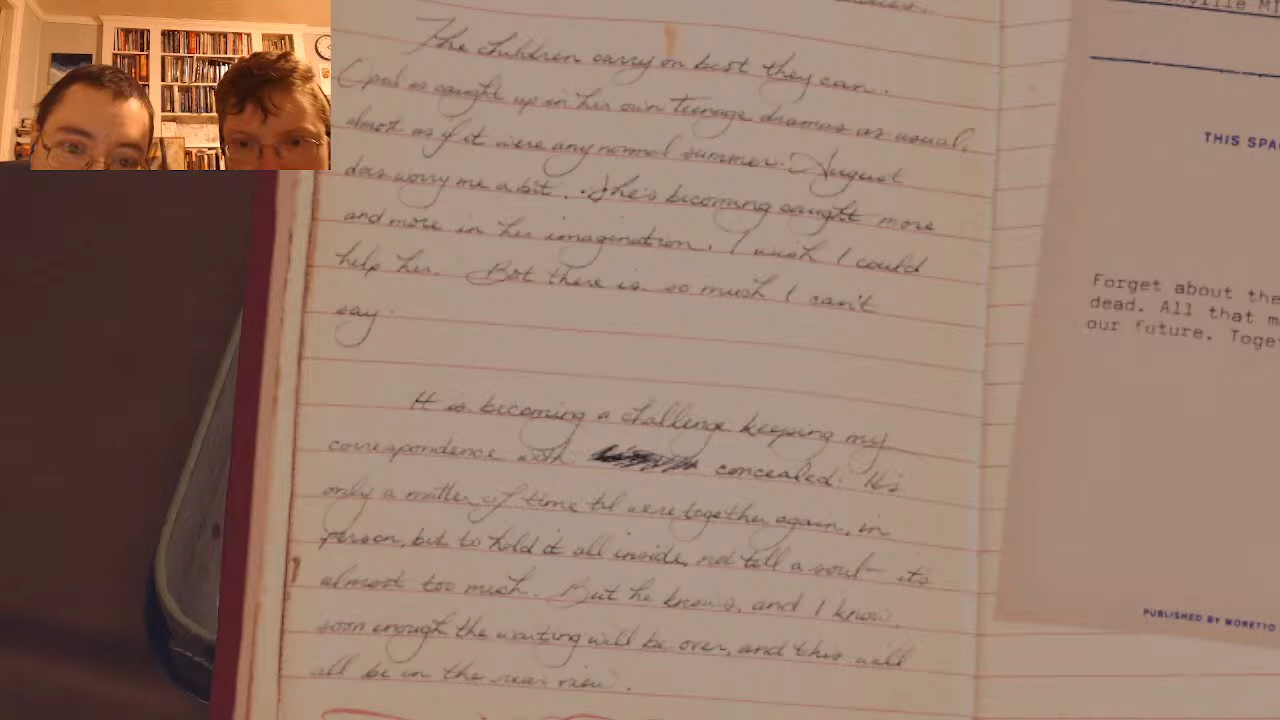 The children carry on best they can.
Opal is caught up in her own teenage dramas as usual,
almost as if it were any normal summer. August
does worry me a bit. She's becoming caught more
and more in her imagination. I wish I could
help her. But there is so much I can't
say.
It is becoming a challenge keeping my
correspondence with concealed. It's
only a matter of time til we're together again, in
person, but to hold it all inside, not tell a soul — it's
almost too much. But he knows, and I know,
soon enough the waiting will be over, and this will
all be in the rear view.
THIS SPA
Forget about the
dead. All that m
our future. Toge
PUBLISHED BY MORETTO